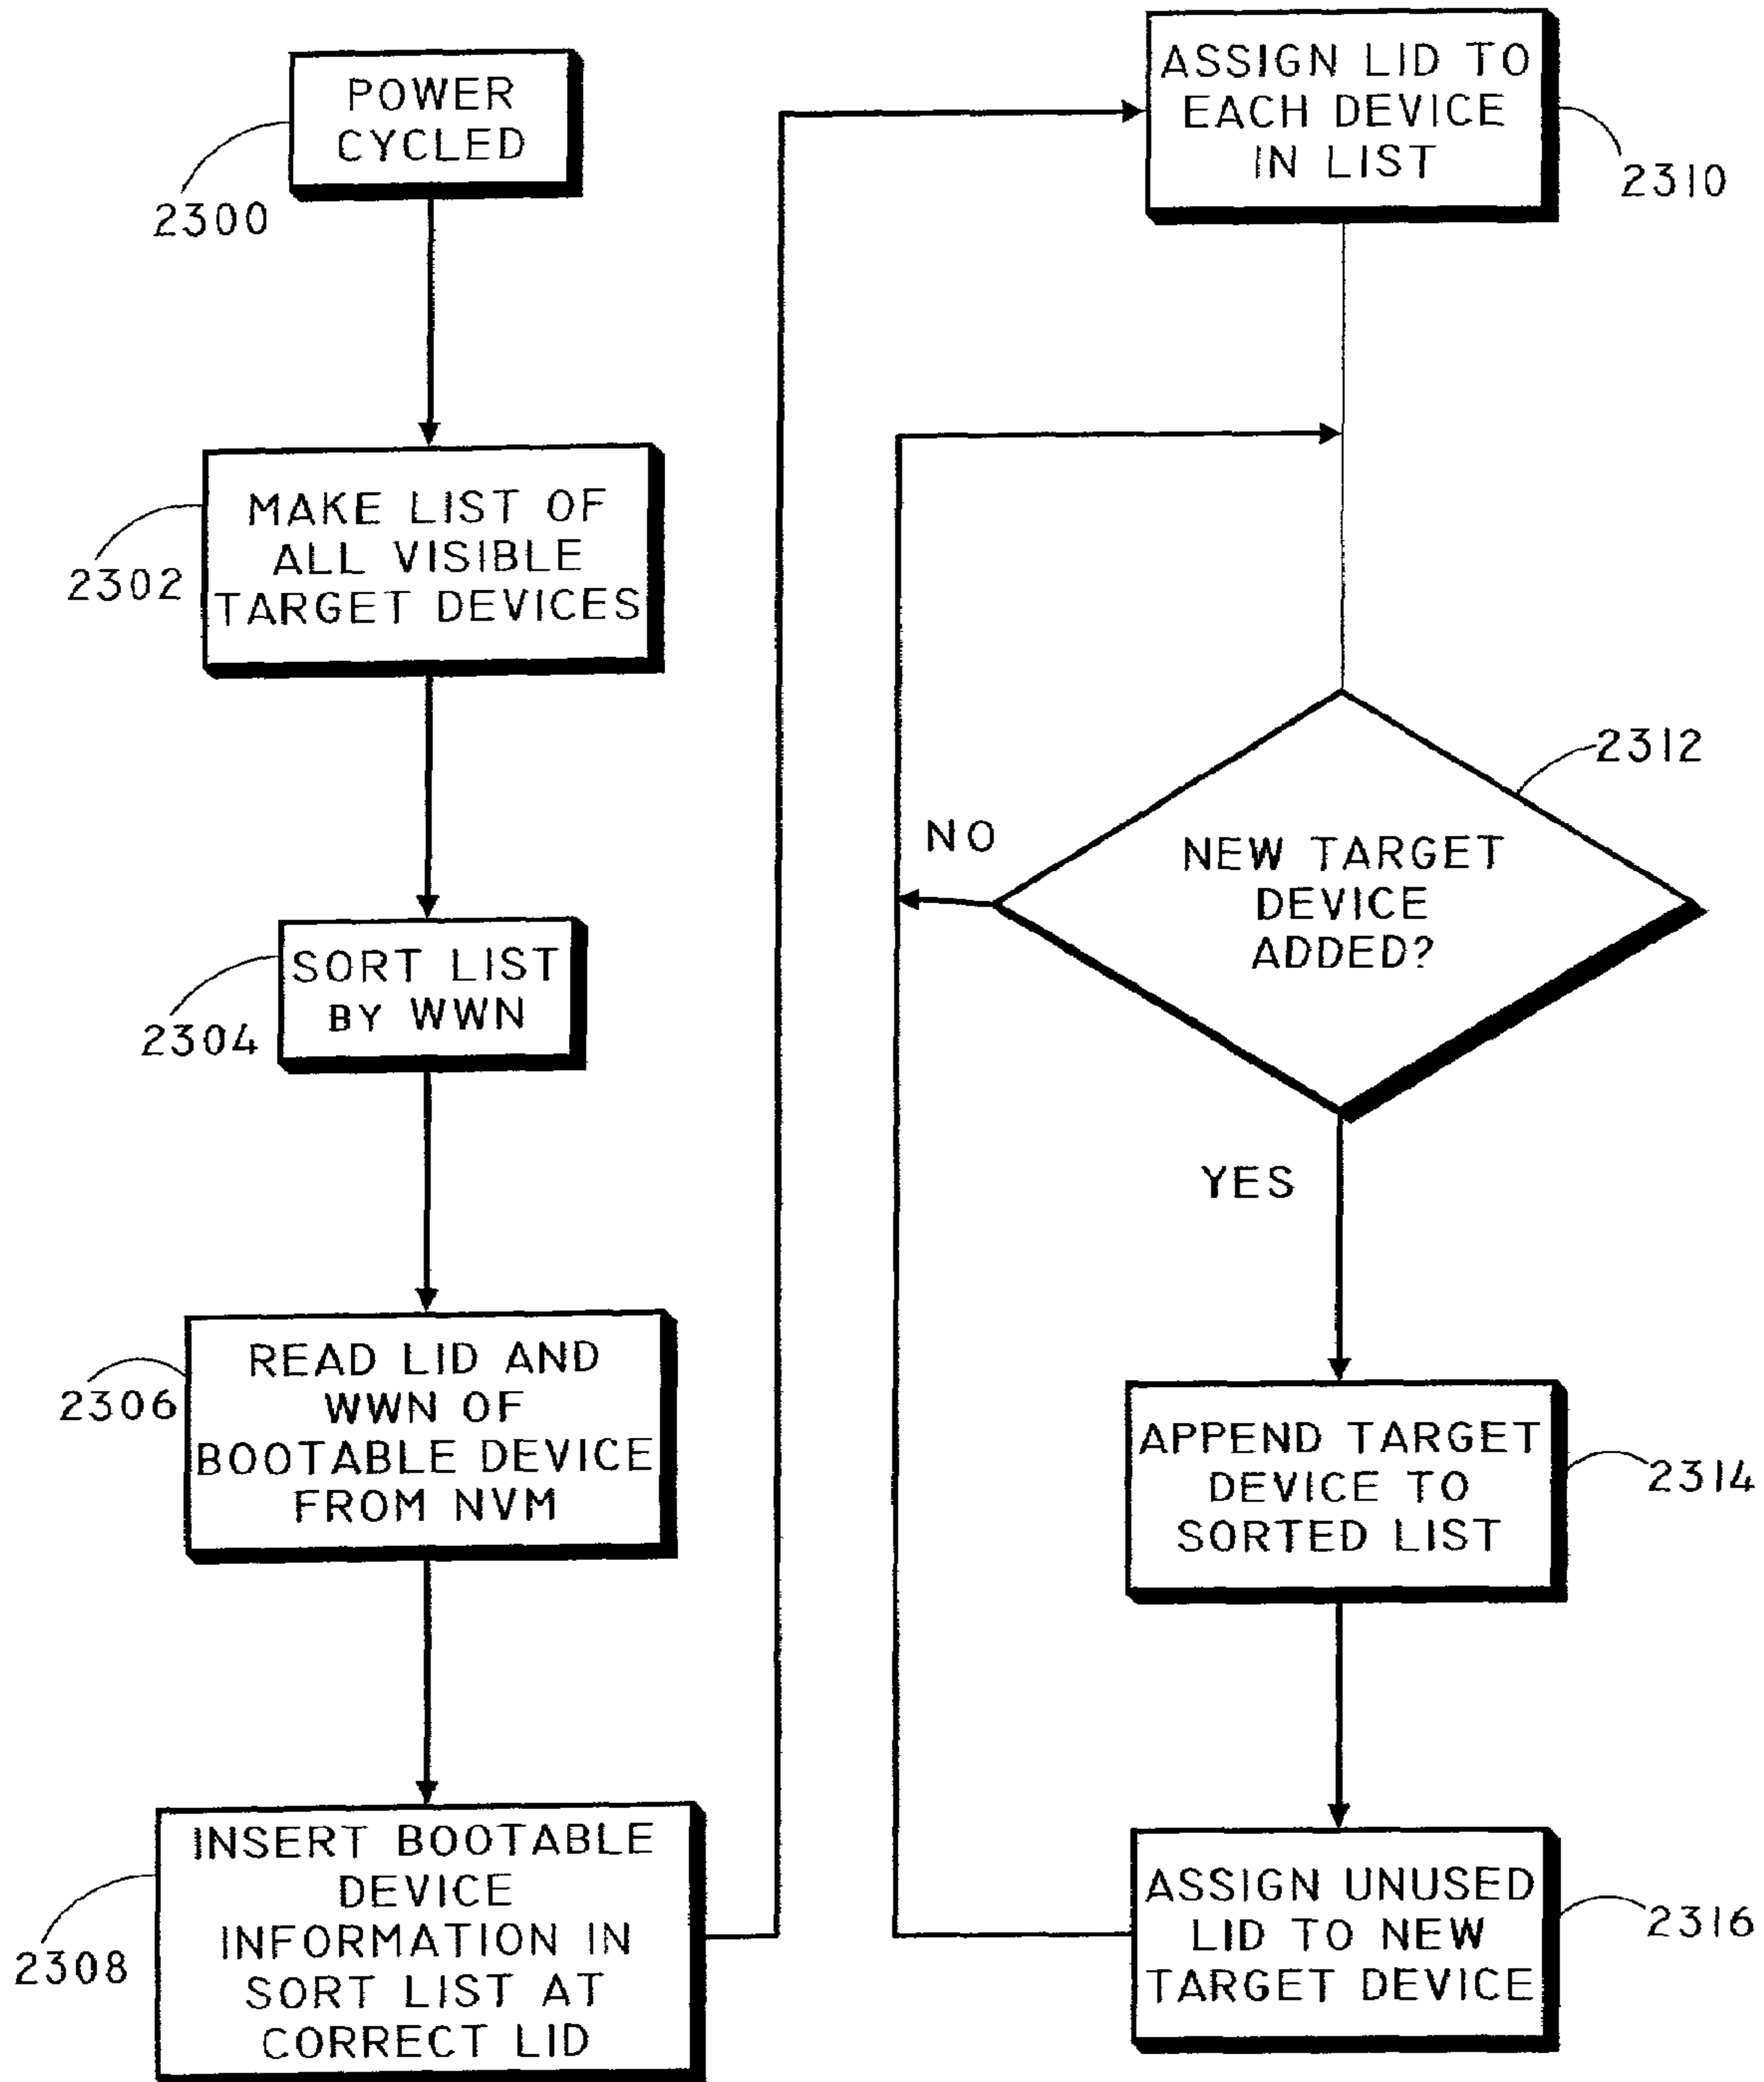 POWER
CYCLED
2300
MAKE LIST OF
ALL VISIBLE
TARGET DEVICES
2302
SORT LIST
BY WWN
2304
READ LID AND
WWN OF
BOOTABLE DEVICE
FROM NVM
2306
INSERT BOOTABLE
DEVICE
INFORMATION IN
SORT LIST AT
CORRECT LID
2308
ASSIGN LID TO
EACH DEVICE
IN LIST
2310
2312
NO
NEW TARGET
DEVICE
ADDED?
YES
APPEND TARGET
DEVICE TO
SORTED LIST
2314
ASSIGN UNUSED
LID TO NEW
TARGET DEVICE
2316